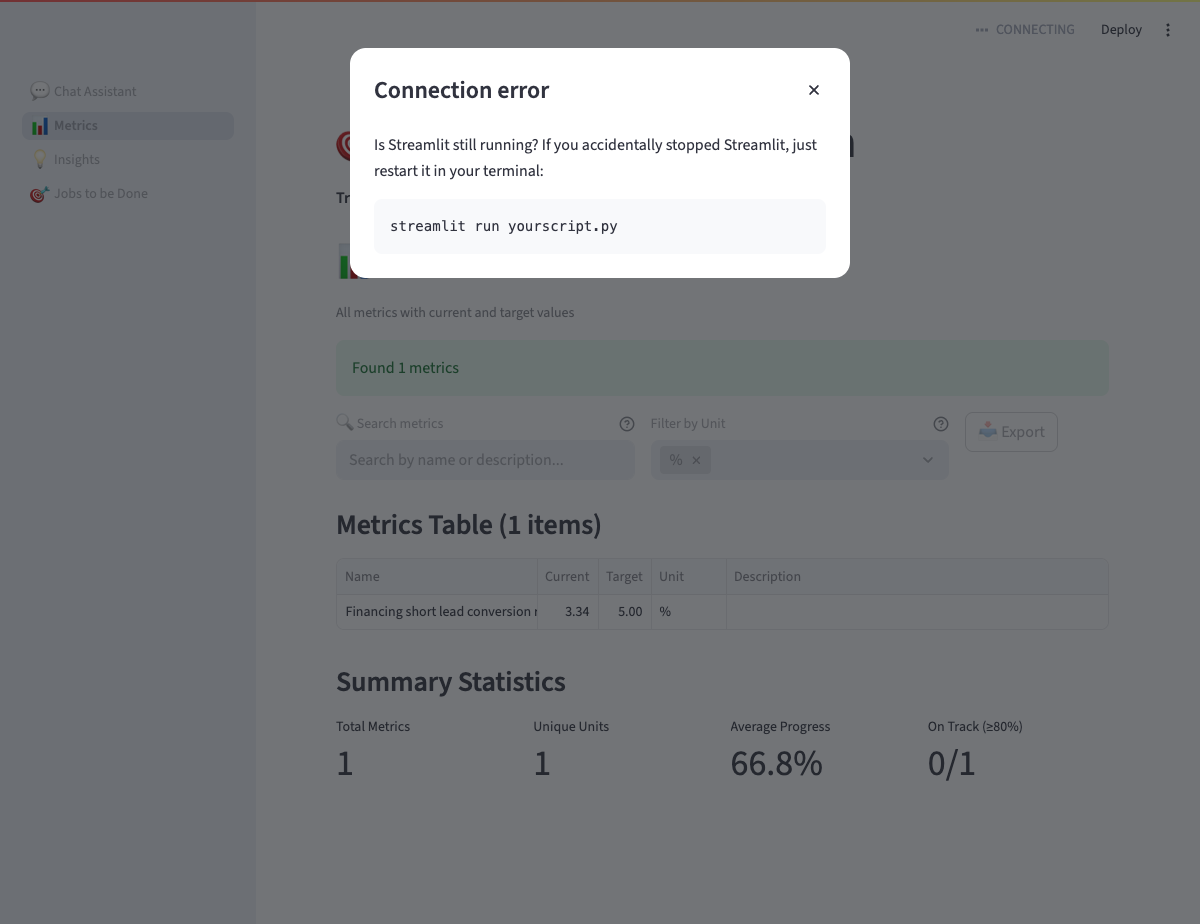 CONNECTING
Deploy
Chat Assistant
Metrics
Insights
Jobs to be Done
Connection error
Is Streamlit still running? If you accidentally stopped Streamlit, just
restart it in your terminal:
streamlit run yourscript.py
All metrics with current and target values
Found 1 metrics
Search metrics
Filter by Unit
Search by name or description...
%
Export
Metrics Table (1 items)
Name Current Target Unit Description
Financing short lead conversion 3.34 5.00 %
Summary Statistics
Total Metrics Unique Units Average Progress On Track (≥80%)
1 1 66.8% 0/1